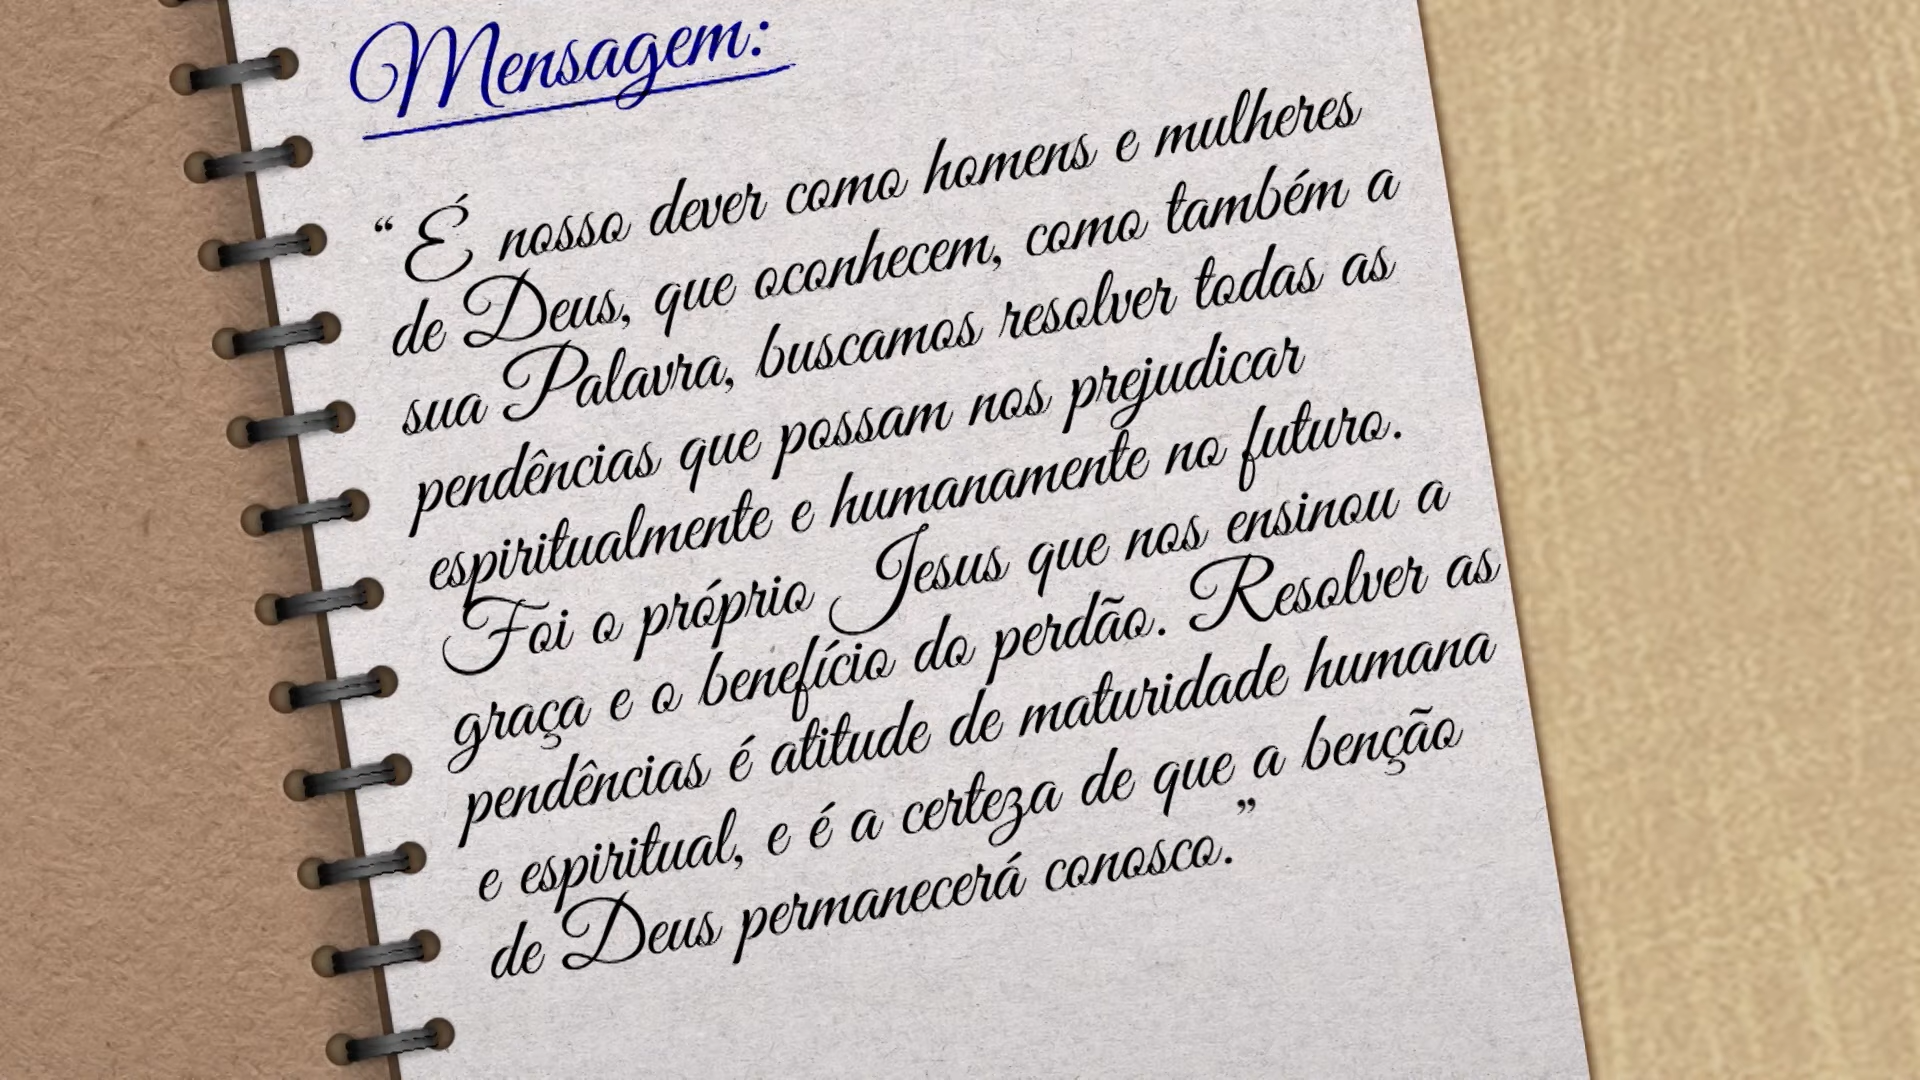 Mensagem:
“ É nosso dever como homens e mulheres
de Deus, que oconhecem, como também a
sua Palavra, buscamos resolver todas as
pendências que possam nos prejudicar
espiritualmente e humanamente no futuro.
Foi o próprio Jesus que nos ensinou a
graça e o benefício do perdão. Resolver as
pendências é atitude de maturidade humana
e espiritual, e é a certeza de que a benção
de Deus permanecerá conosco.”